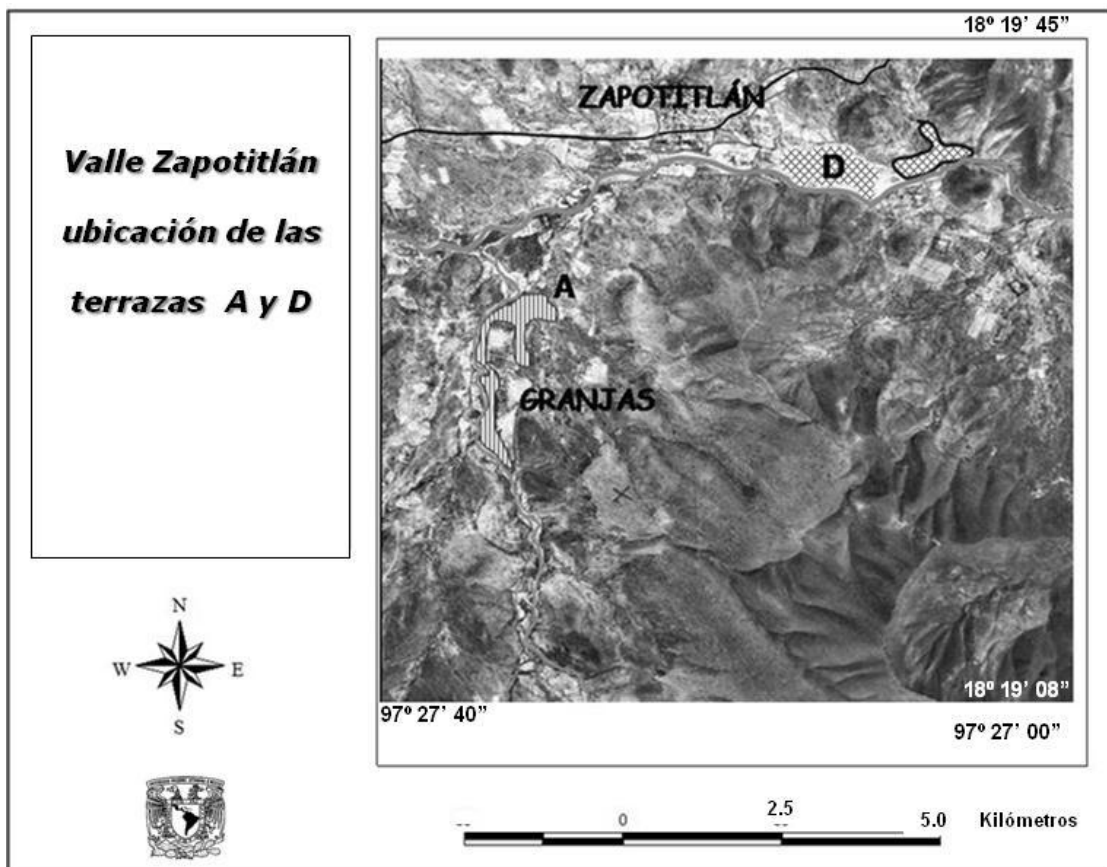 18º 19’ 45”
Valle Zapotitlán
ubicación de las
terrazas A y D
ZAPOTITLÁN
D
A
GRANJAS
18º 19’ 08”
97º 27’ 40”
97º 27’ 00”
N
W E
S
0 2.5 5.0 Kilómetros